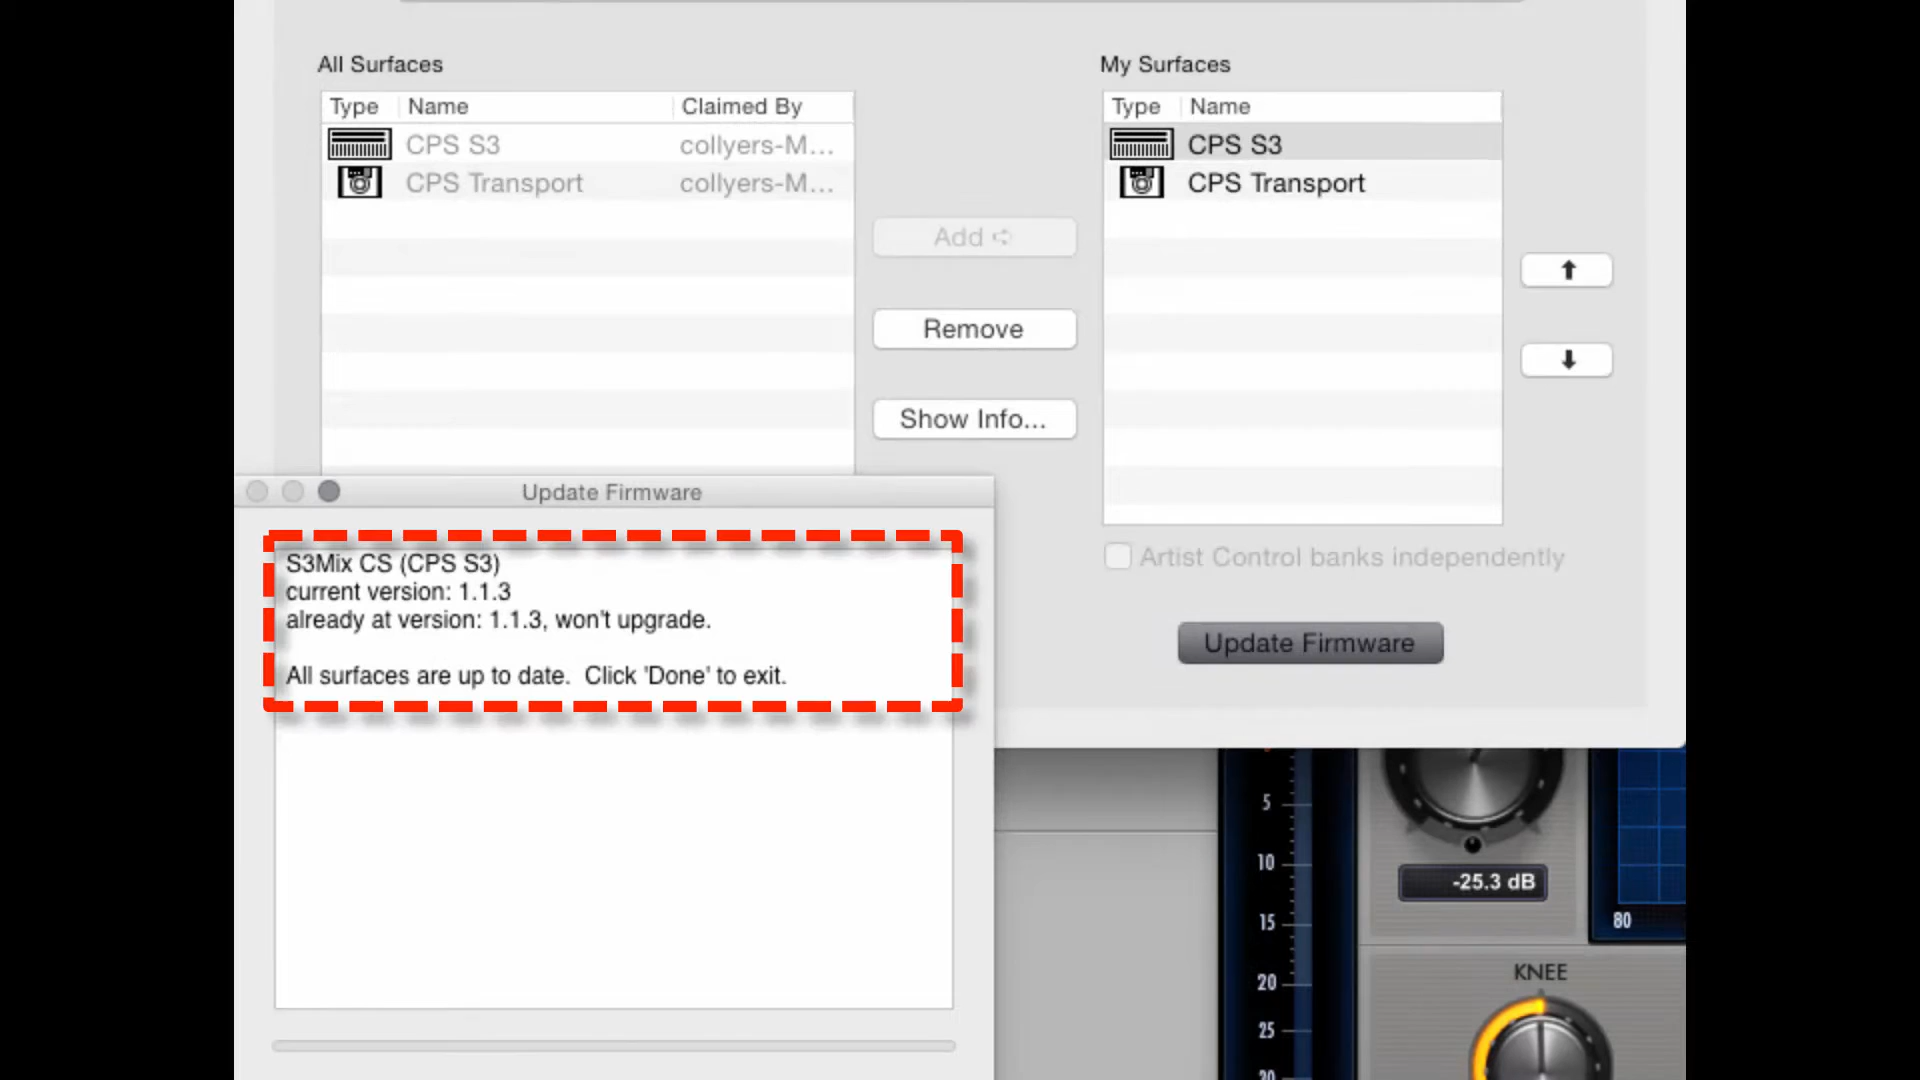 All Surfaces
Type Name Claimed By
CPS S3 collyers-M...
CPS Transport collyers-M...
Add
Remove
Show Info...
My Surfaces
Type Name
CPS S3
CPS Transport
Artist Control banks independently
Update Firmware
Update Firmware
S3Mix CS (CPS S3)
current version: 1.1.3
already at version: 1.1.3, won't upgrade.
All surfaces are up to date. Click 'Done' to exit.
5
10
15
20
25
-25.3 dB
80
KNEE